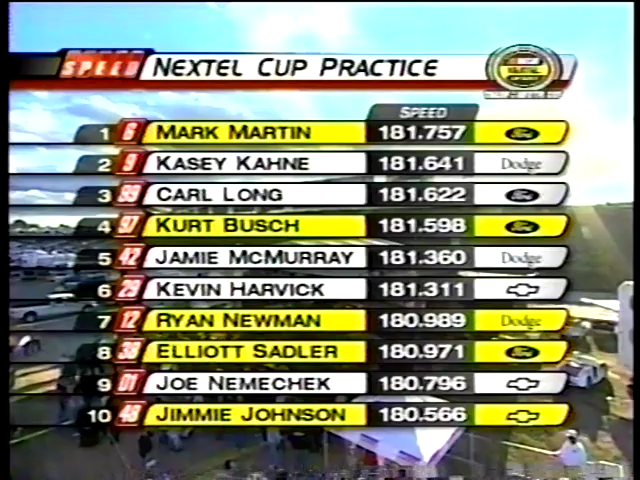 SPEED NEXTEL CUP PRACTICE
SPEED
1 6 MARK MARTIN 181.757 Ford
2 9 KASEY KAHNE 181.641 Dodge
3 99 CARL LONG 181.622 Ford
4 97 KURT BUSCH 181.598 Ford
5 42 JAMIE MCMURRAY 181.360 Dodge
6 29 KEVIN HARVICK 181.311
7 12 RYAN NEWMAN 180.989 Dodge
8 38 ELLIOTT SADLER 180.971 Ford
9 01 JOE NEMECHEK 180.796
10 48 JIMMIE JOHNSON 180.566